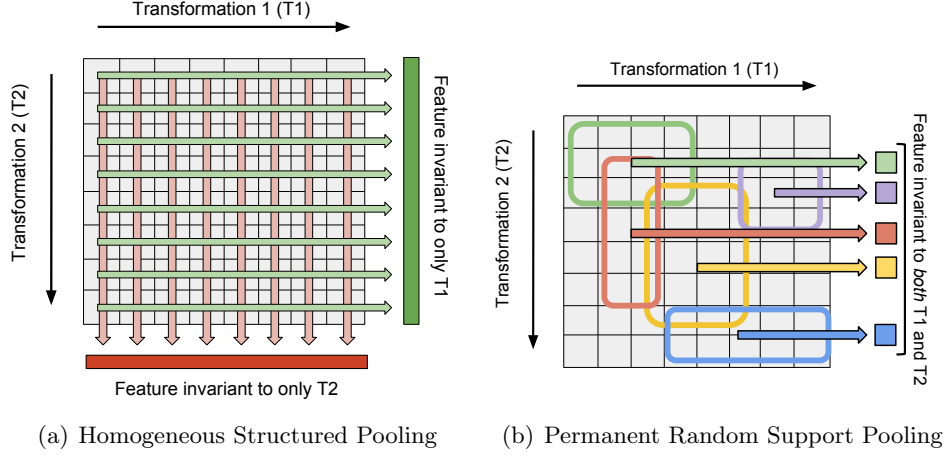 Transformation 1 (T1)
Transformation 2 (T2)
Feature invariant to only T1
Feature invariant to only T2
(a) Homogeneous Structured Pooling
Transformation 1 (T1)
Transformation 2 (T2)
Feature invariant to both T1 and T2
(b) Permanent Random Support Pooling